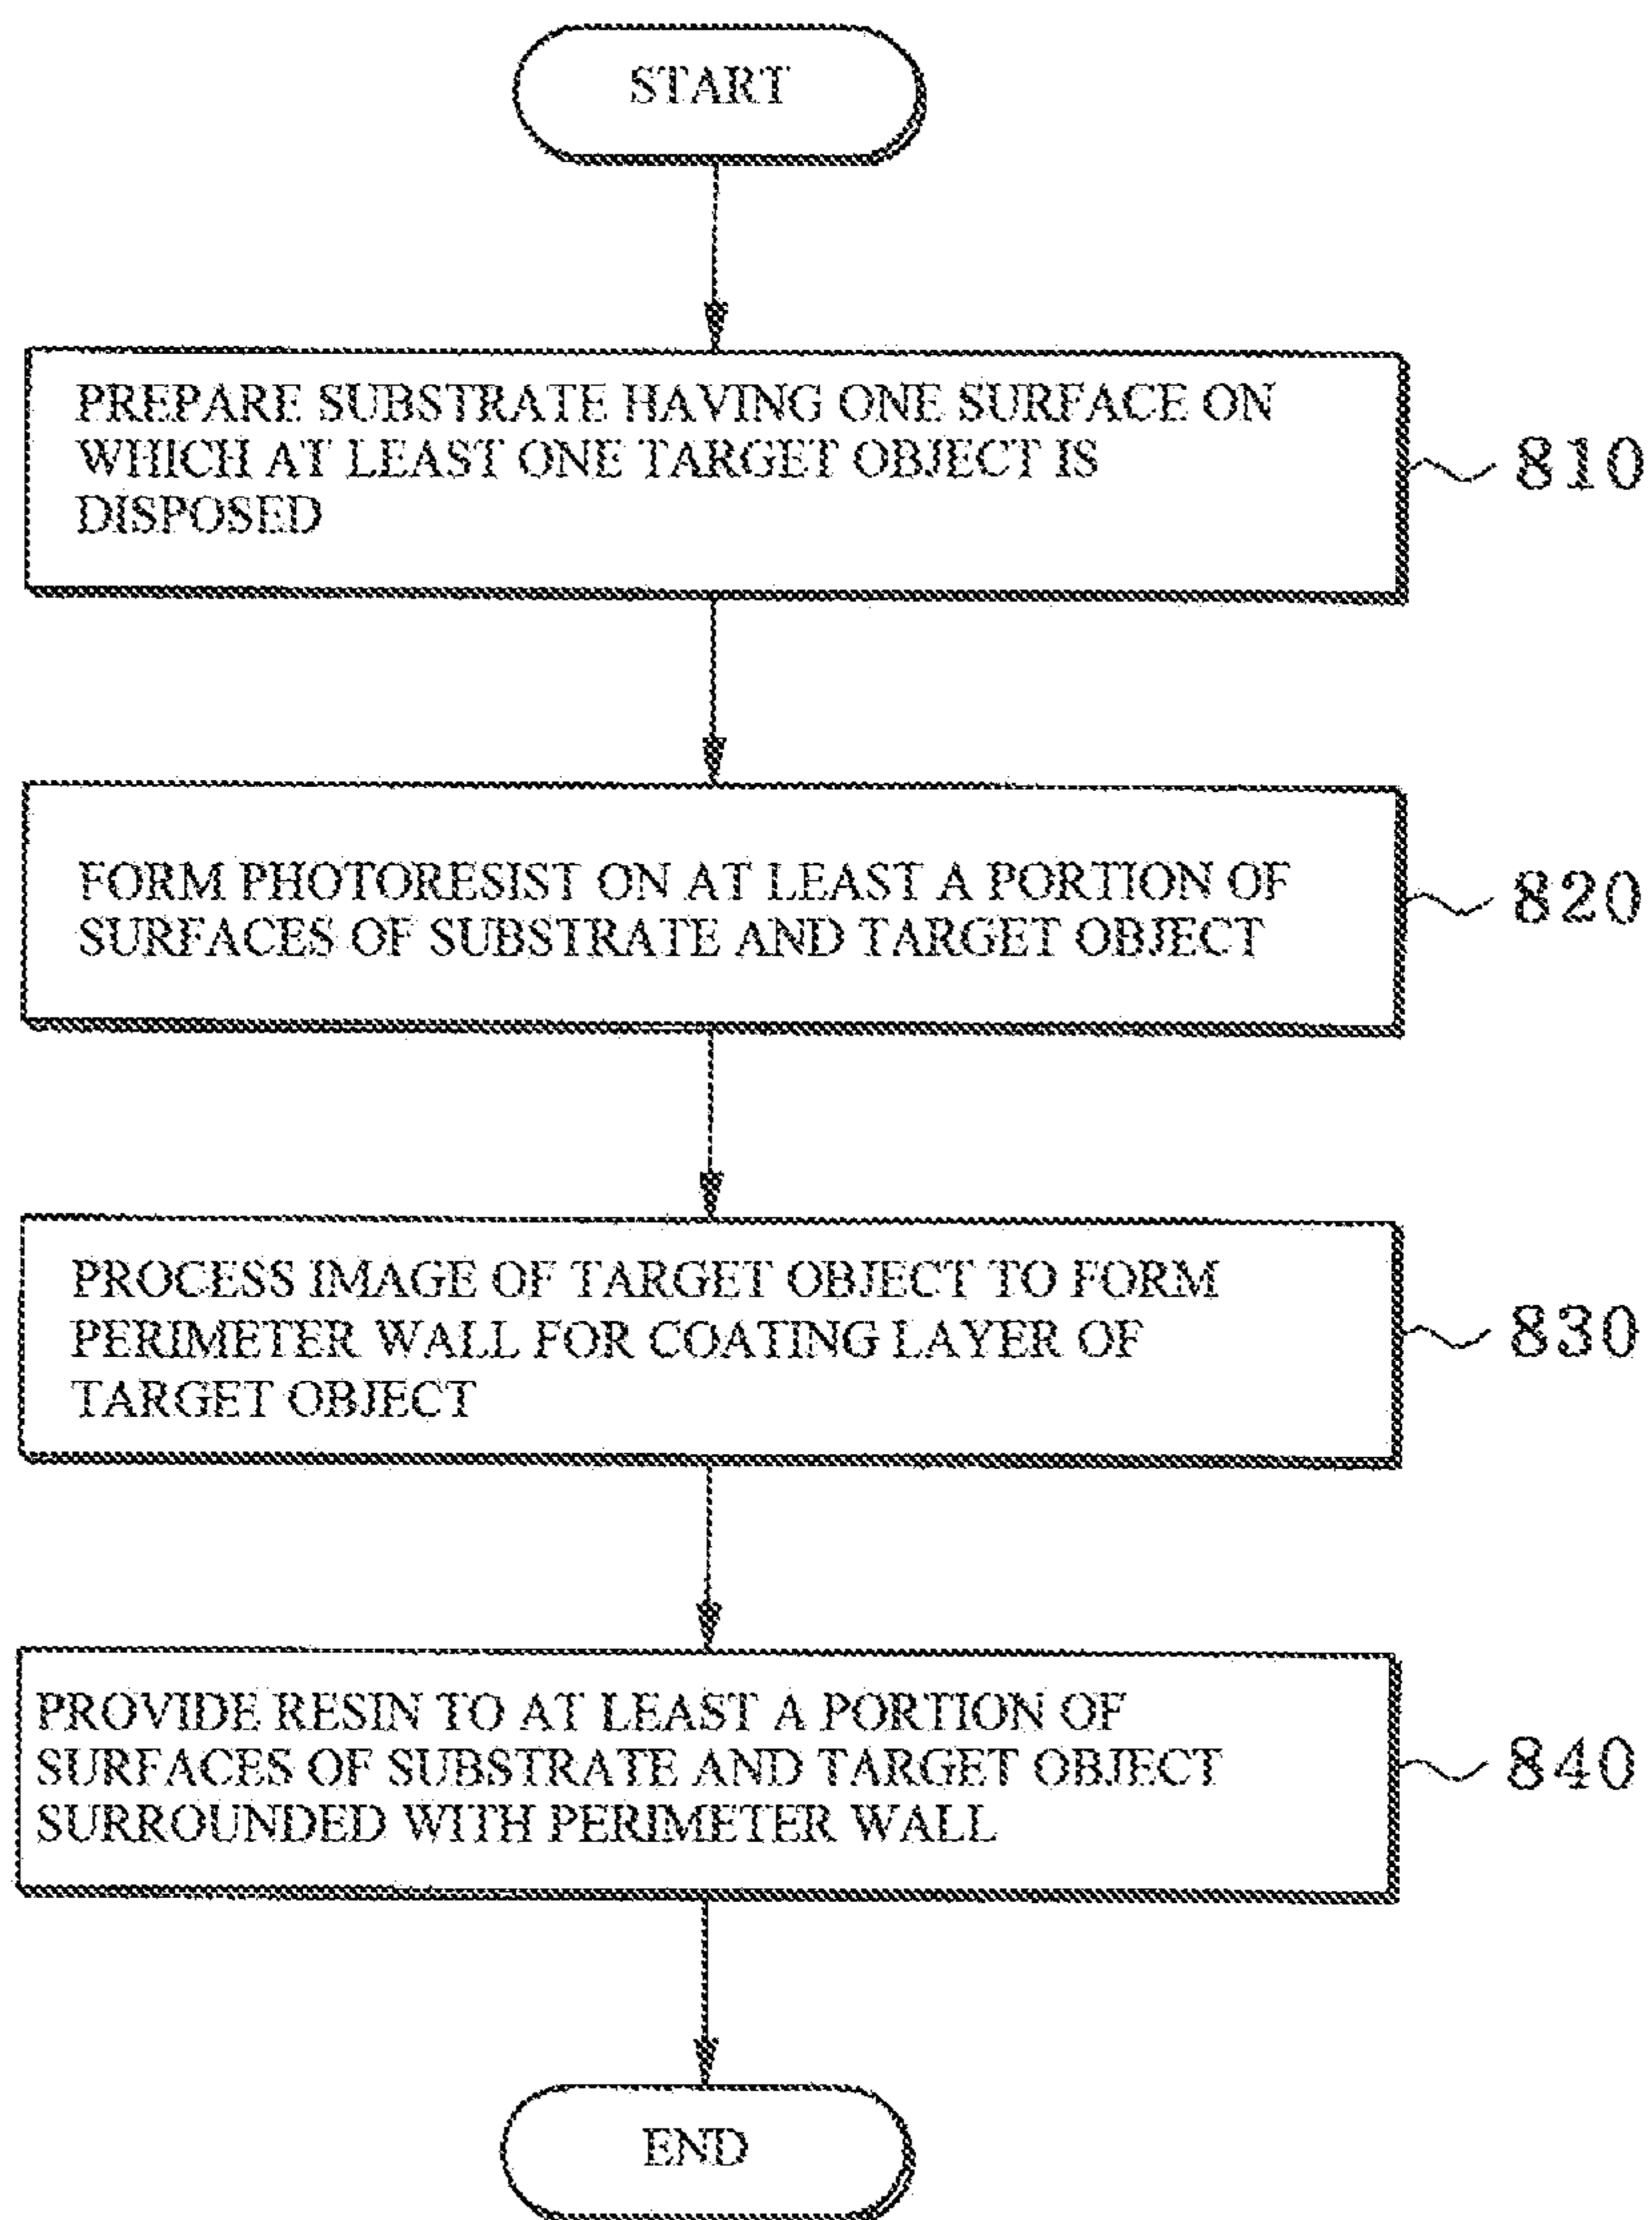 START
PREPARE SUBSTRATE HAVING ONE SURFACE ON
WHICH AT LEAST ONE TARGET OBJECT IS
DISPOSED
810
FORM PHOTORESIST ON AT LEAST A PORTION OF
SURFACES OF SUBSTRATE AND TARGET OBJECT
820
PROCESS IMAGE OF TARGET OBJECT TO FORM
PERIMETER WALL FOR COATING LAYER OF
TARGET OBJECT
830
PROVIDE RESIN TO AT LEAST A PORTION OF
SURFACES OF SUBSTRATE AND TARGET OBJECT
SURROUNDED WITH PERIMETER WALL
840
END